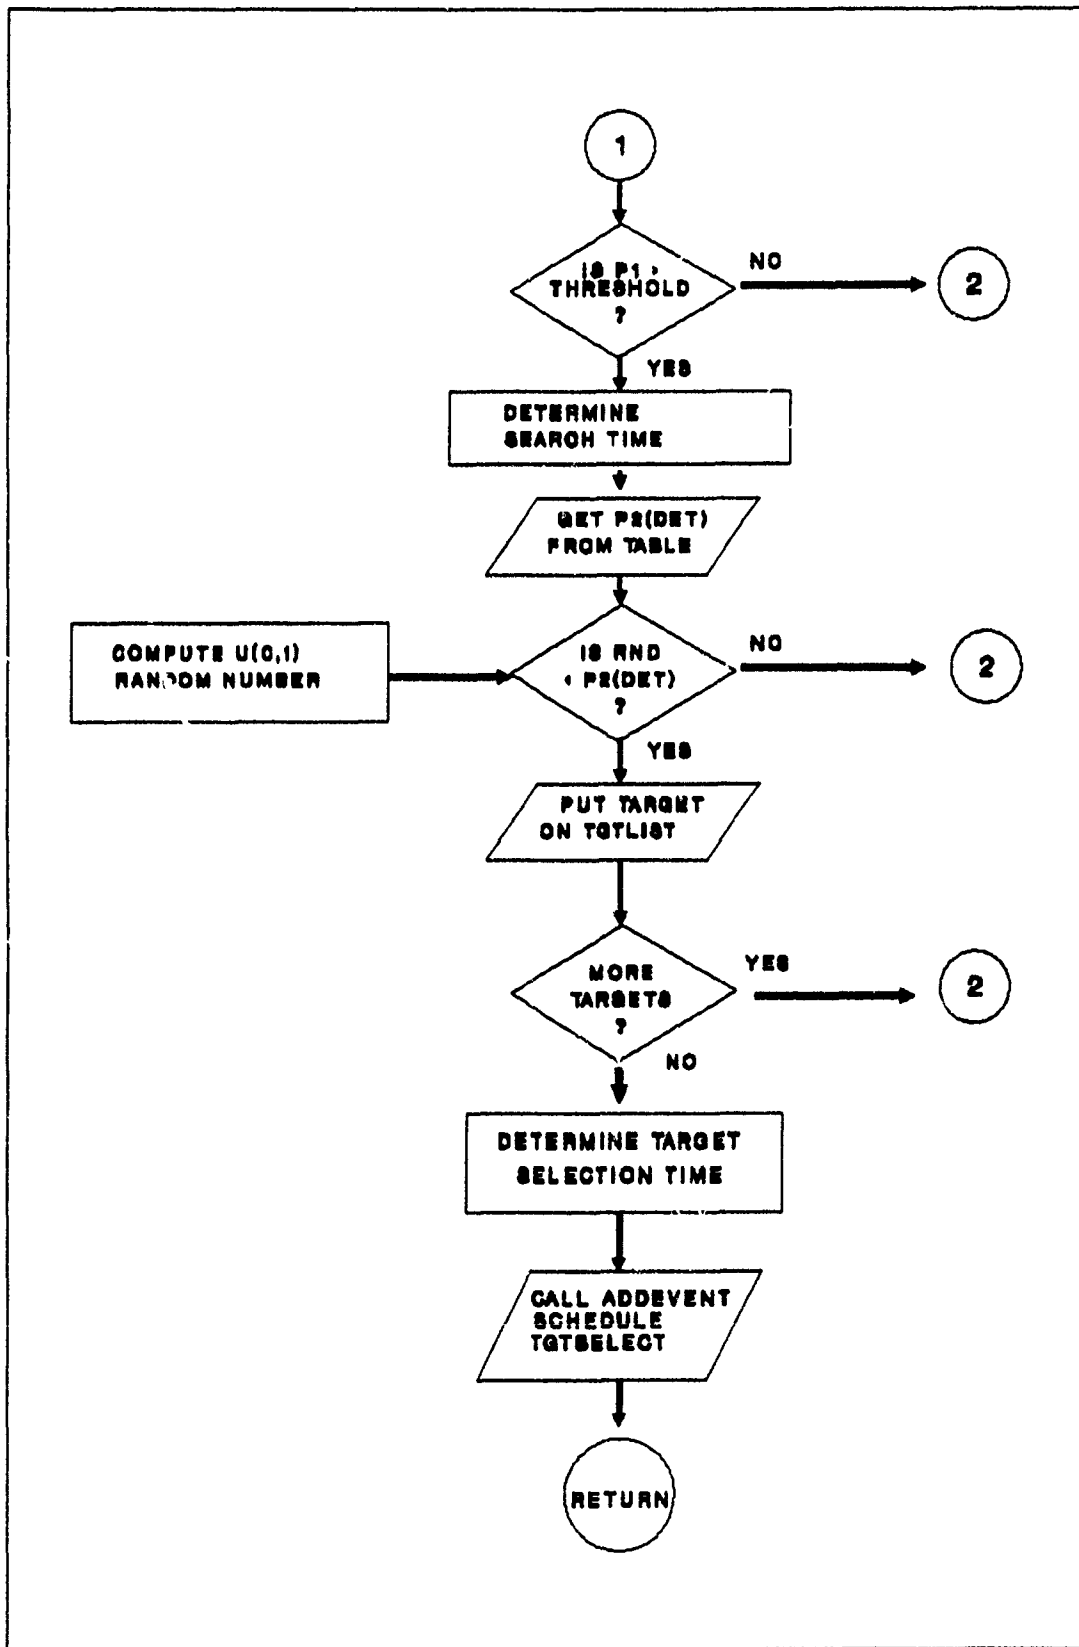 1
IS P1 >
THRESHOLD
?
NO
2
YES
DETERMINE
SEARCH TIME
GET P2(DET)
FROM TABLE
COMPUTE U(0,1)
RANDOM NUMBER
IS RND
< P2(DET)
?
NO
2
YES
PUT TARGET
ON TGTLIST
MORE
TARGETS
?
YES
2
NO
DETERMINE TARGET
SELECTION TIME
CALL ADDEVENT
SCHEDULE
TGTSELECT
RETURN